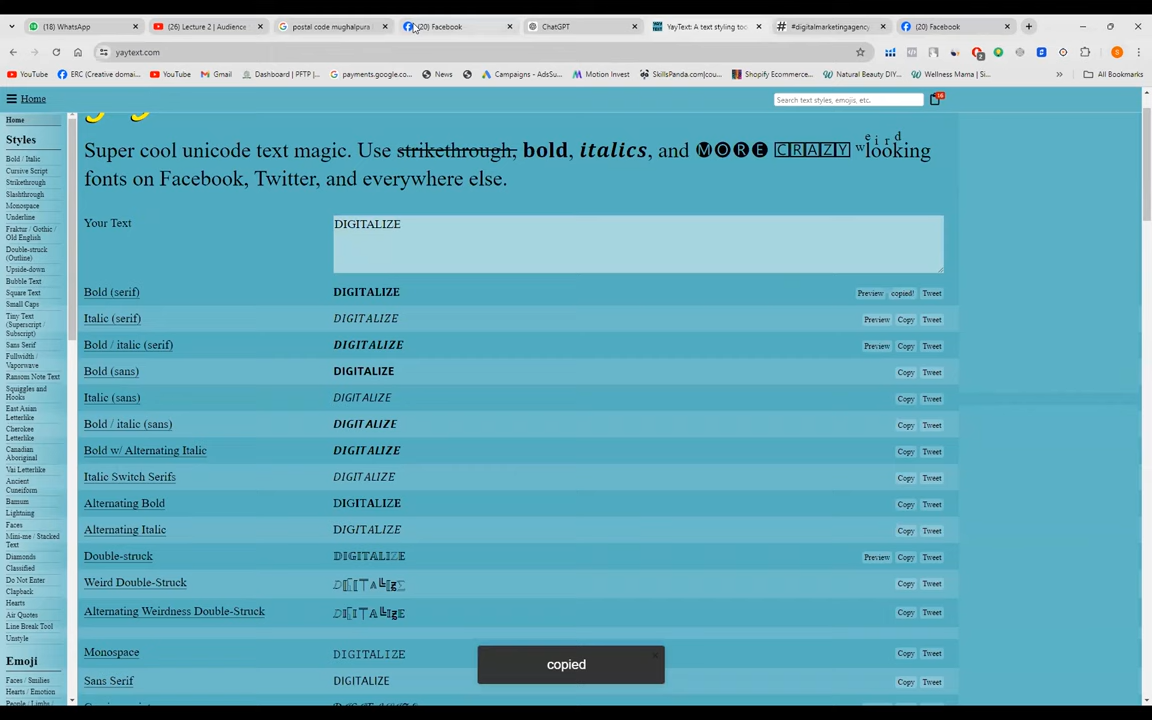 (18) WhatsApp
(26) Lecture 2 | Audience
postal code mughalpura
(20) Facebook
ChatGPT
YayText: A text styling too
#digitalmarketingagency
(20) Facebook
yaytext.com
YouTube
ERC (Creative domai...
YouTube
Gmail
Dashboard | PFTP |...
payments.google.co...
News
Campaigns - AdsSu...
Motion Invest
SkillsPanda.com|cou...
Shopify Ecommerce...
Natural Beauty DIY...
Wellness Mama | Si...
All Bookmarks
Home
Search text styles, emojis, etc.
16
Home
Styles
Bold / Italic
Cursive Script
Strikethrough
Slashthrough
Monospace
Underline
Fraktur / Gothic /
Old English
Double-struck
(Outline)
Upside-down
Bubble Text
Square Text
Small Caps
Tiny Text
(Superscript /
Subscript)
Sans Serif
Fullwidth /
Vaporwave
Ransom Note Text
Squiggles and
Hooks
East Asian
Letterlike
Cherokee
Letterlike
Canadian
Aboriginal
Vai Letterlike
Ancient
Cuneiform
Bamum
Lightning
Faces
Mini-me / Stacked
Text
Diamonds
Classified
Do Not Enter
Clapback
Hearts
Air Quotes
Line Break Tool
Unstyle
Emoji
Faces / Smilies
Hearts / Emotion
People / Limbs /
Super cool unicode text magic. Use strikethrough, bold, italics, and MORE CRAZY weird looking
fonts on Facebook, Twitter, and everywhere else.
Your Text
DIGITALIZE
Bold (serif) DIGITALIZE Preview copied! Tweet
Italic (serif) DIGITALIZE Preview Copy Tweet
Bold / italic (serif) DIGITALIZE Preview Copy Tweet
Bold (sans) DIGITALIZE Copy Tweet
Italic (sans) DIGITALIZE Copy Tweet
Bold / italic (sans) DIGITALIZE Copy Tweet
Bold w/ Alternating Italic DIGITALIZE Copy Tweet
Italic Switch Serifs DIGITALIZE Copy Tweet
Alternating Bold DIGITALIZE Copy Tweet
Alternating Italic DIGITALIZE Copy Tweet
Double-struck DIGITALIZE Preview Copy Tweet
Weird Double-Struck Copy Tweet
Alternating Weirdness Double-Struck Copy Tweet
Monospace DIGITALIZE Copy Tweet
Sans Serif DIGITALIZE Copy Tweet
copied